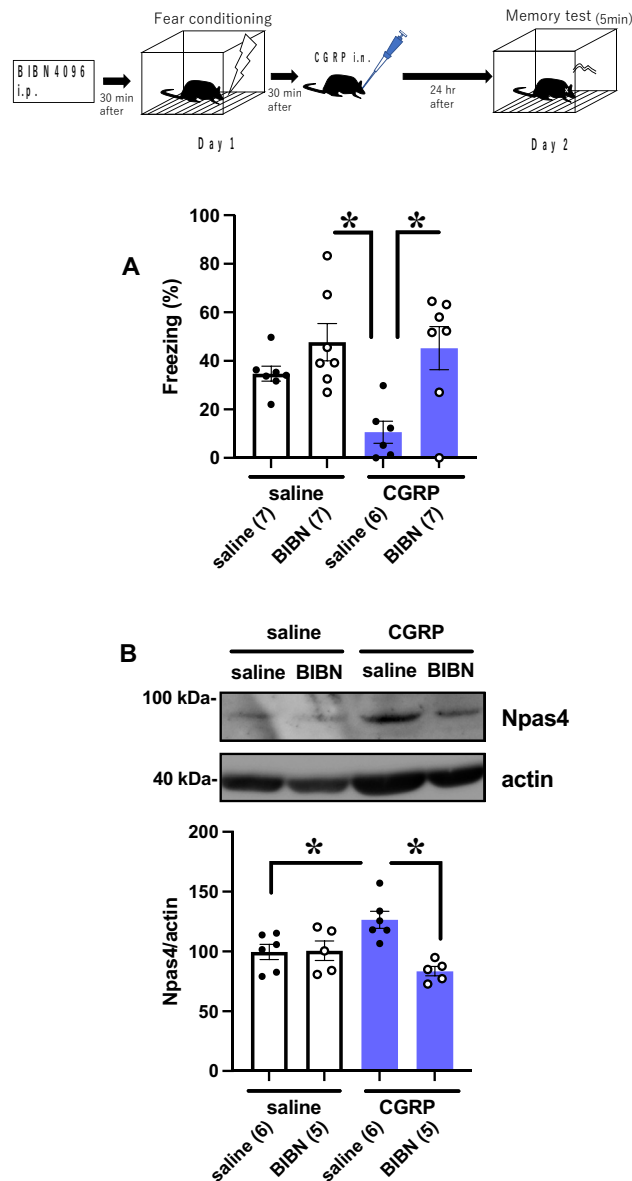 Fear conditioning
Memory test (5min)
BIBN4096
i.p.
30 min
after
CGRP i.n.
30 min
after
24 hr
after
Day 1
Day 2
A
Freezing (%)
100
80
60
40
20
0
* *
saline CGRP
saline (7) BIBN (7) saline (6) BIBN (7)
B
saline CGRP
saline BIBN saline BIBN
100 kDa-
Npas4
40 kDa-
actin
Npas4/actin
200
150
100
50
0
* *
saline CGRP
saline (6) BIBN (5) saline (6) BIBN (5)